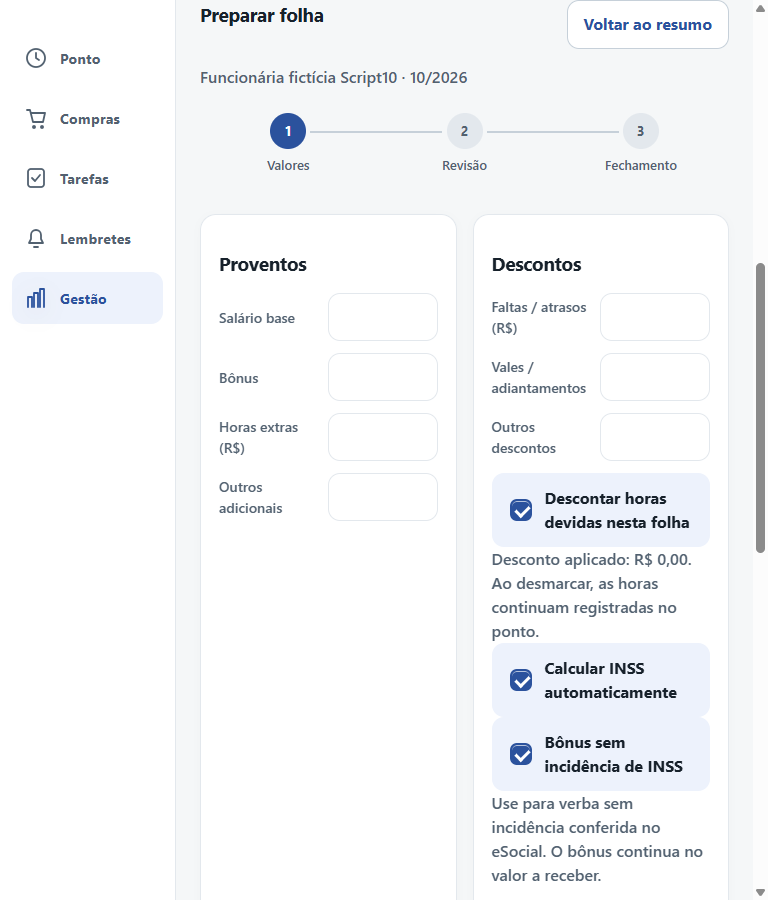 Preparar folha
Voltar ao resumo
Funcionária fictícia Script10 · 10/2026
1
2
3
Valores
Revisão
Fechamento
Ponto
Compras
Tarefas
Lembretes
Gestão
Proventos
Salário base
Bônus
Horas extras
(R$)
Outros
adicionais
Descontos
Faltas / atrasos
(R$)
Vales /
adiantamentos
Outros
descontos
Descontar horas
devidas nesta folha
Desconto aplicado: R$ 0,00.
Ao desmarcar, as horas
continuam registradas no
ponto.
Calcular INSS
automaticamente
Bônus sem
incidência de INSS
Use para verba sem
incidência conferida no
eSocial. O bônus continua no
valor a receber.